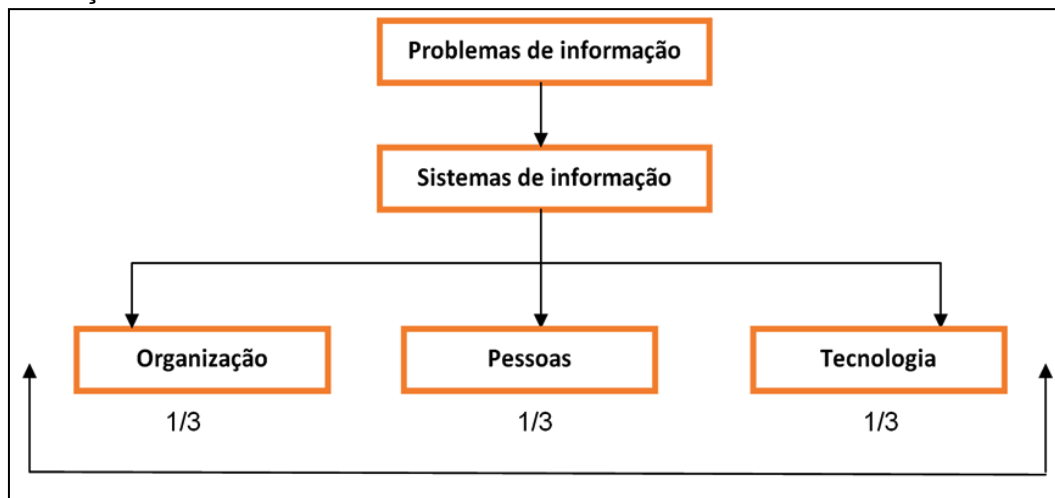 Problemas de informação
Sistemas de informação
Organização
Pessoas
Tecnologia
1/3
1/3
1/3